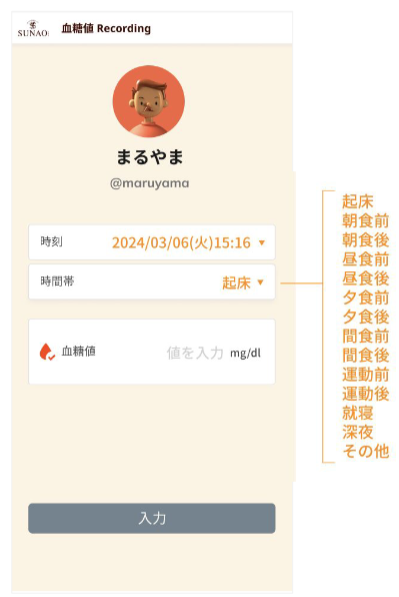 SUNAO
血糖値 Recording
まるやま
@maruyama
時刻 2024/03/06(火)15:16
時間帯 起床
血糖値 値を入力 mg/dl
入力
起床
朝食前
朝食後
昼食前
昼食後
夕食前
夕食後
間食前
間食後
運動前
運動後
就寝
深夜
その他